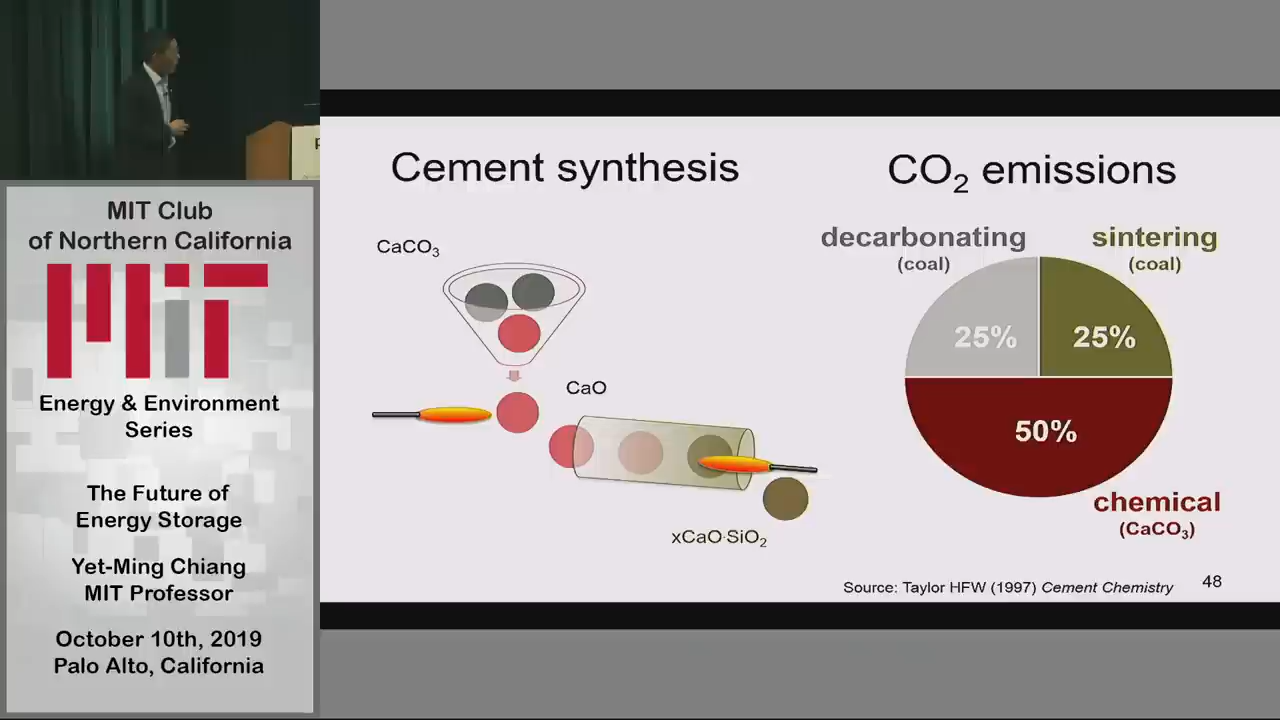 MIT Club
of Northern California
MIT
Energy & Environment
Series
The Future of
Energy Storage
Yet-Ming Chiang
MIT Professor
October 10th, 2019
Palo Alto, California
Cement synthesis
CaCO₃
CaO
xCaO·SiO₂
CO₂ emissions
decarbonating
(coal)
sintering
(coal)
25%
25%
50%
chemical
(CaCO₃)
Source: Taylor HFW (1997) Cement Chemistry
48